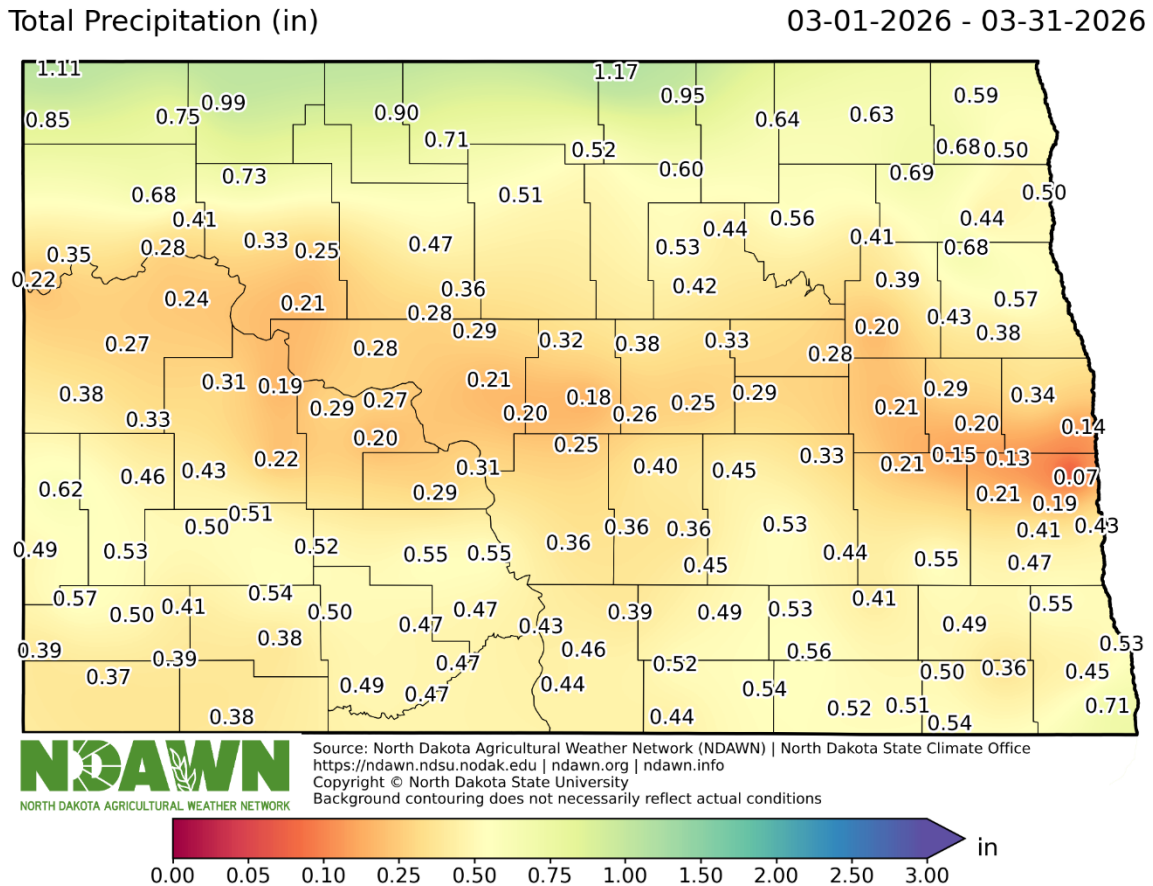 Total Precipitation (in) 03-01-2026 - 03-31-2026
1.11 1.17
0.99 0.95 0.59
0.85 0.75 0.90 0.64 0.63
0.71 0.52 0.68 0.50
0.73 0.60 0.69
0.68 0.51 0.50
0.41 0.44 0.56 0.44
0.35 0.28 0.33 0.25 0.47 0.53 0.41 0.68
0.22 0.24 0.21 0.36 0.42 0.39 0.57
0.28 0.43
0.27 0.28 0.29 0.32 0.38 0.33 0.20 0.38
0.28
0.38 0.31 0.19 0.21 0.29 0.29 0.34
0.33 0.29 0.27 0.20 0.18 0.26 0.25 0.21 0.20 0.14
0.20 0.25
0.46 0.43 0.22 0.31 0.40 0.45 0.33 0.21 0.15 0.13 0.07
0.62 0.29 0.21 0.19
0.50 0.51 0.36 0.36 0.53 0.41 0.43
0.49 0.53 0.52 0.55 0.55 0.36 0.45 0.44 0.55 0.47
0.57 0.50 0.41 0.54 0.50 0.47 0.39 0.49 0.53 0.41 0.55
0.38 0.47 0.43 0.49
0.39 0.39 0.47 0.46 0.52 0.56 0.53
0.37 0.49 0.47 0.44 0.54 0.50 0.36 0.45
0.38 0.44 0.52 0.51 0.54 0.71
NDAWN
NORTH DAKOTA AGRICULTURAL WEATHER NETWORK
Source: North Dakota Agricultural Weather Network (NDAWN) | North Dakota State Climate Office
https://ndawn.ndsu.nodak.edu | ndawn.org | ndawn.info
Copyright © North Dakota State University
Background contouring does not necessarily reflect actual conditions
in
0.00 0.05 0.10 0.25 0.50 0.75 1.00 1.50 2.00 2.50 3.00